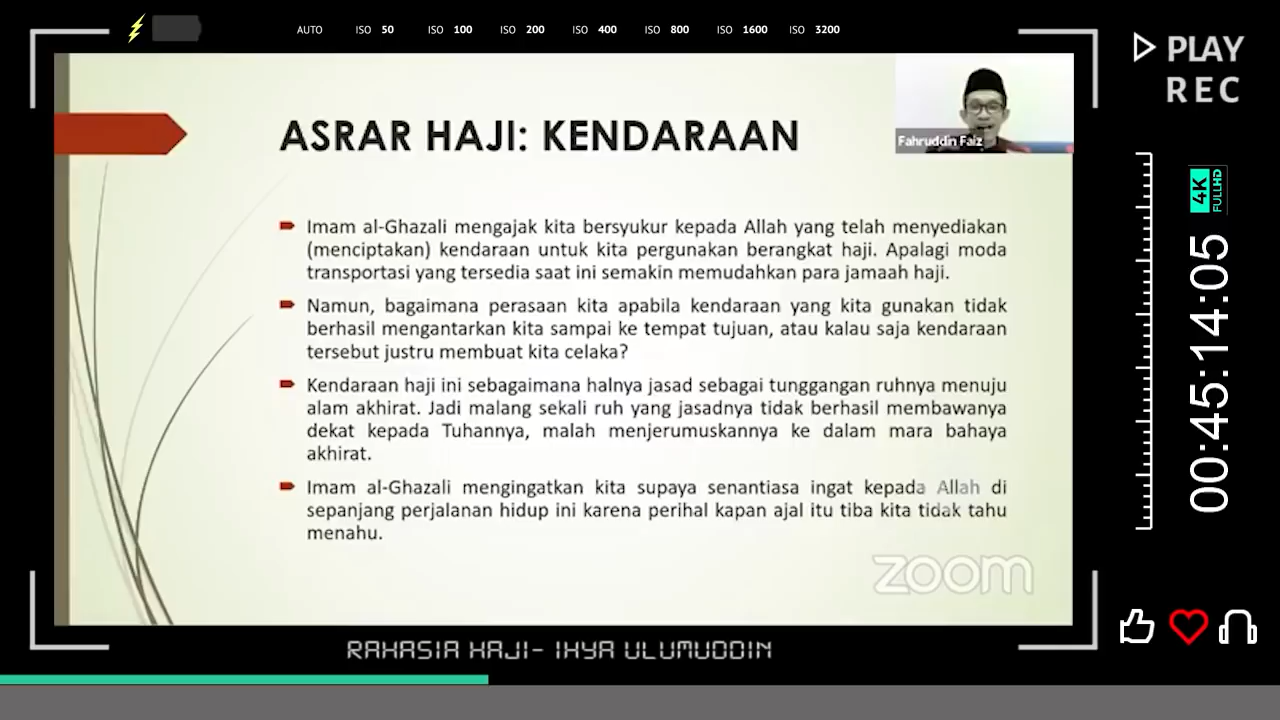 AUTO ISO 50 ISO 100 ISO 200 ISO 400 ISO 800 ISO 1600 ISO 3200
PLAY
REC
ASRAR HAJI: KENDARAAN
Fahruddin Faiz
4K
FULLHD
00:45:14:05
Imam al-Ghazali mengajak kita bersyukur kepada Allah yang telah menyediakan
(menciptakan) kendaraan untuk kita pergunakan berangkat haji. Apalagi moda
transportasi yang tersedia saat ini semakin memudahkan para jamaah haji.
Namun, bagaimana perasaan kita apabila kendaraan yang kita gunakan tidak
berhasil mengantarkan kita sampai ke tempat tujuan, atau kalau saja kendaraan
tersebut justru membuat kita celaka?
Kendaraan haji ini sebagaimana halnya jasad sebagai tunggangan ruhnya menuju
alam akhirat. Jadi malang sekali ruh yang jasadnya tidak berhasil membawanya
dekat kepada Tuhannya, malah menjerumuskannya ke dalam mara bahaya
akhirat.
Imam al-Ghazali mengingatkan kita supaya senantiasa ingat kepada Allah di
sepanjang perjalanan hidup ini karena perihal kapan ajal itu tiba kita tidak tahu
menahu.
zoom
RAHASIA HAJI- IHYA ULUMUDDIN